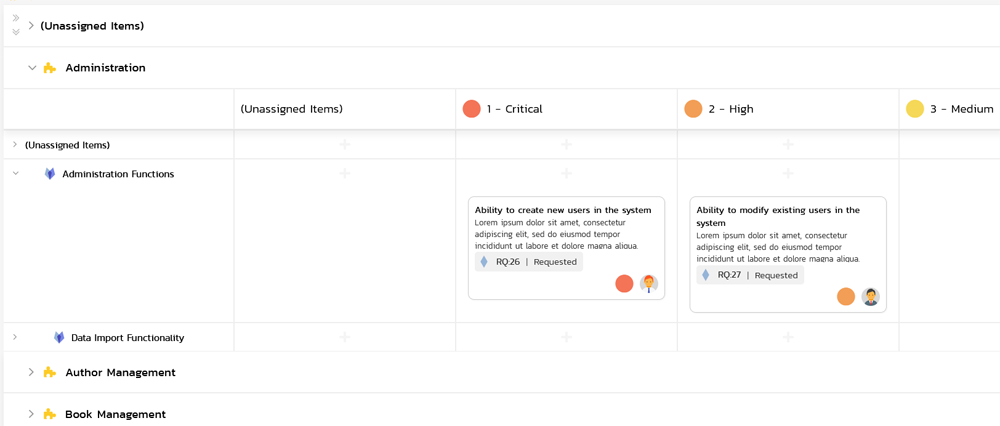 (Unassigned Items)
Administration
(Unassigned Items)
1 - Critical
2 - High
3 - Medium
(Unassigned Items)
Administration Functions
Ability to create new users in the system
Lorem ipsum dolor sit amet, consectetur
adipiscing elit, sed do eiusmod tempor
incididunt ut labore et dolore magna aliqua.
RQ:26 | Requested
Ability to modify existing users in the
system
Lorem ipsum dolor sit amet, consectetur
adipiscing elit, sed do eiusmod tempor
incididunt ut labore et dolore magna aliqua.
RQ:27 | Requested
Data Import Functionality
Author Management
Book Management